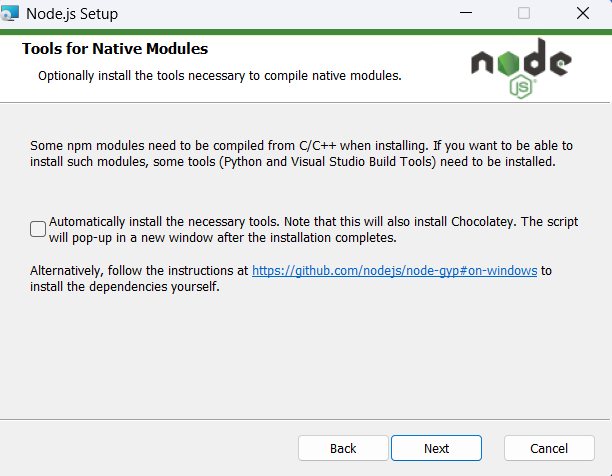 Node.js Setup
Tools for Native Modules
Optionally install the tools necessary to compile native modules.
node
JS
Some npm modules need to be compiled from C/C++ when installing. If you want to be able to
install such modules, some tools (Python and Visual Studio Build Tools) need to be installed.
Automatically install the necessary tools. Note that this will also install Chocolatey. The script
will pop-up in a new window after the installation completes.
Alternatively, follow the instructions at https://github.com/nodejs/node-gyp#on-windows to
install the dependencies yourself.
Back
Next
Cancel